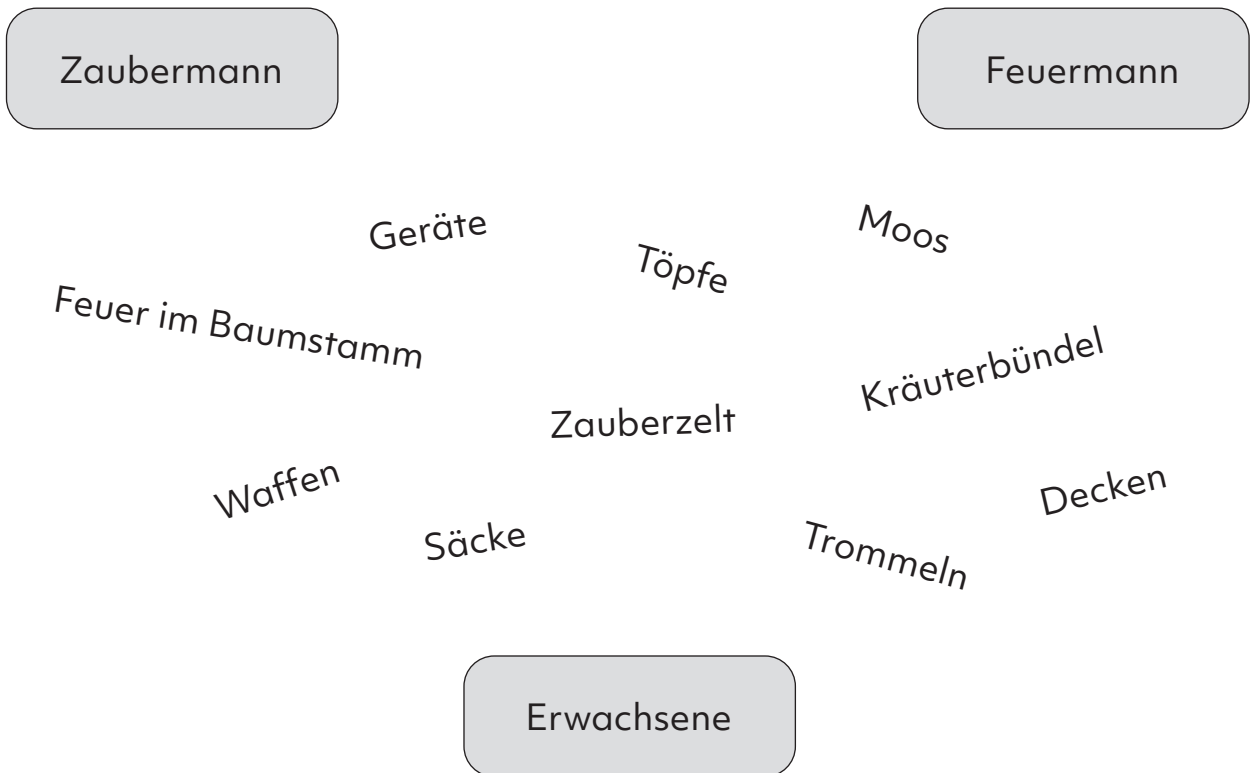 Zaubermann
Feuermann
Geräte
Töpfe
Moos
Feuer im Baumstamm
Kräuterbündel
Zauberzelt
Waffen
Säcke
Trommeln
Decken
Erwachsene